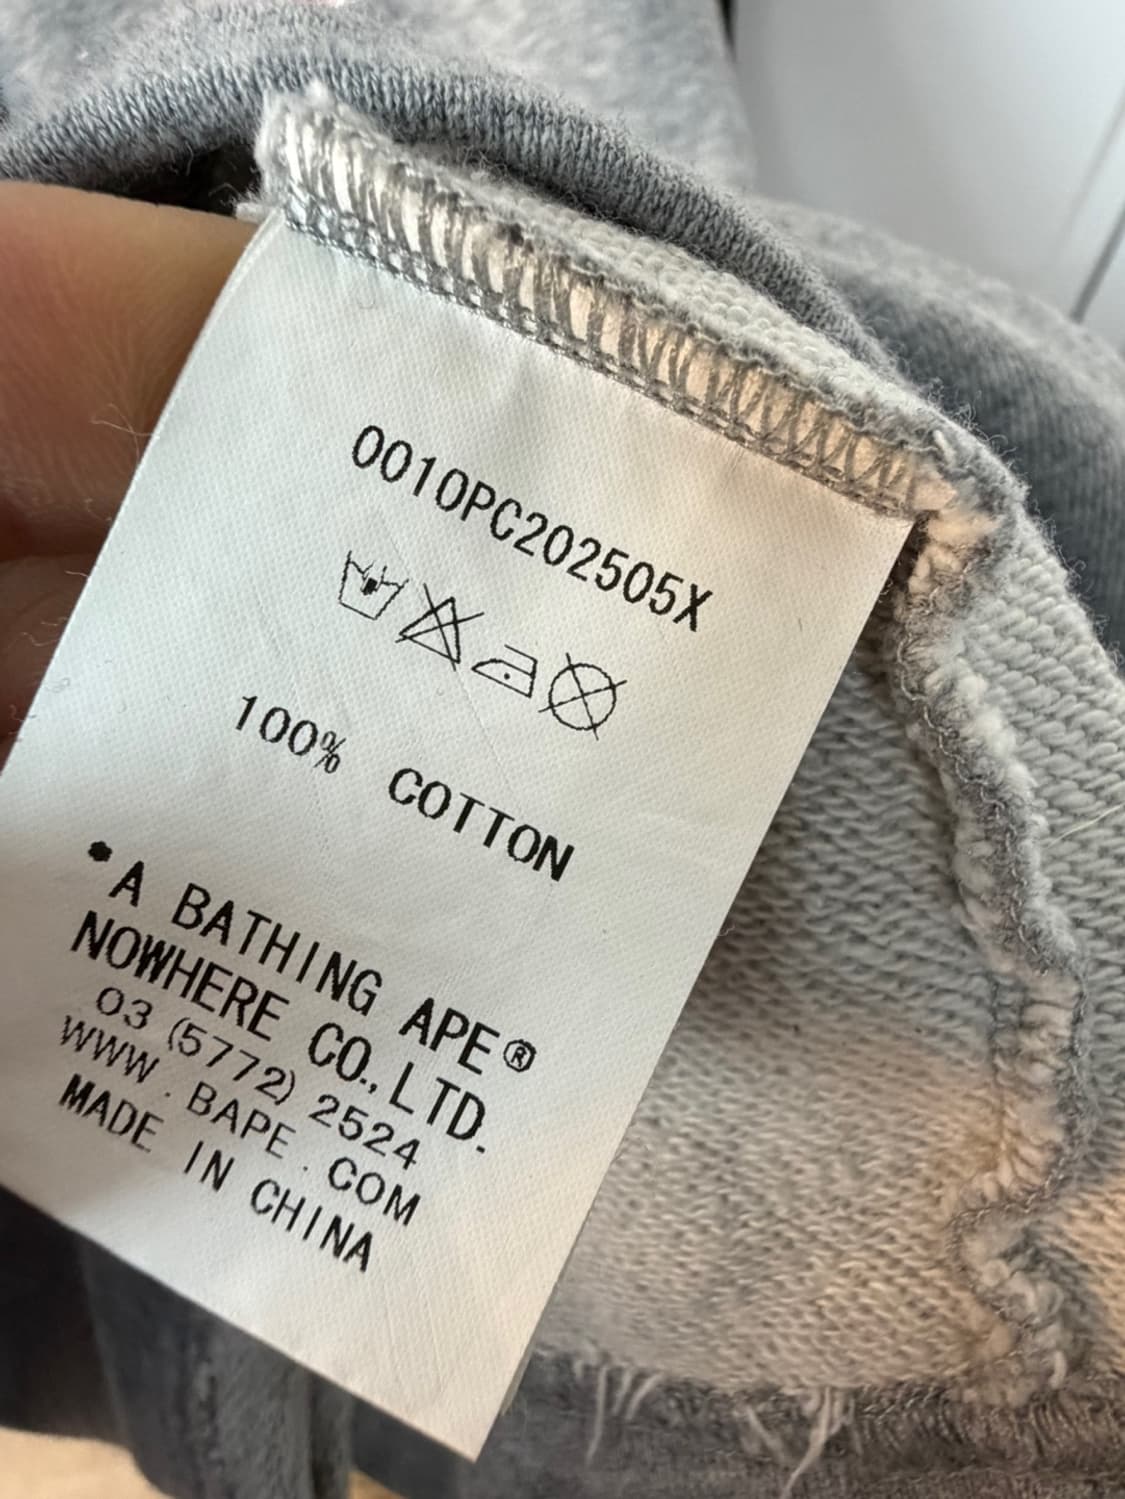 0010PC202505X
100% COTTON
•A BATHING APE®
NOWHERE CO.,LTD.
03 (5772) 2524
WWW.BAPE.COM
MADE IN CHINA